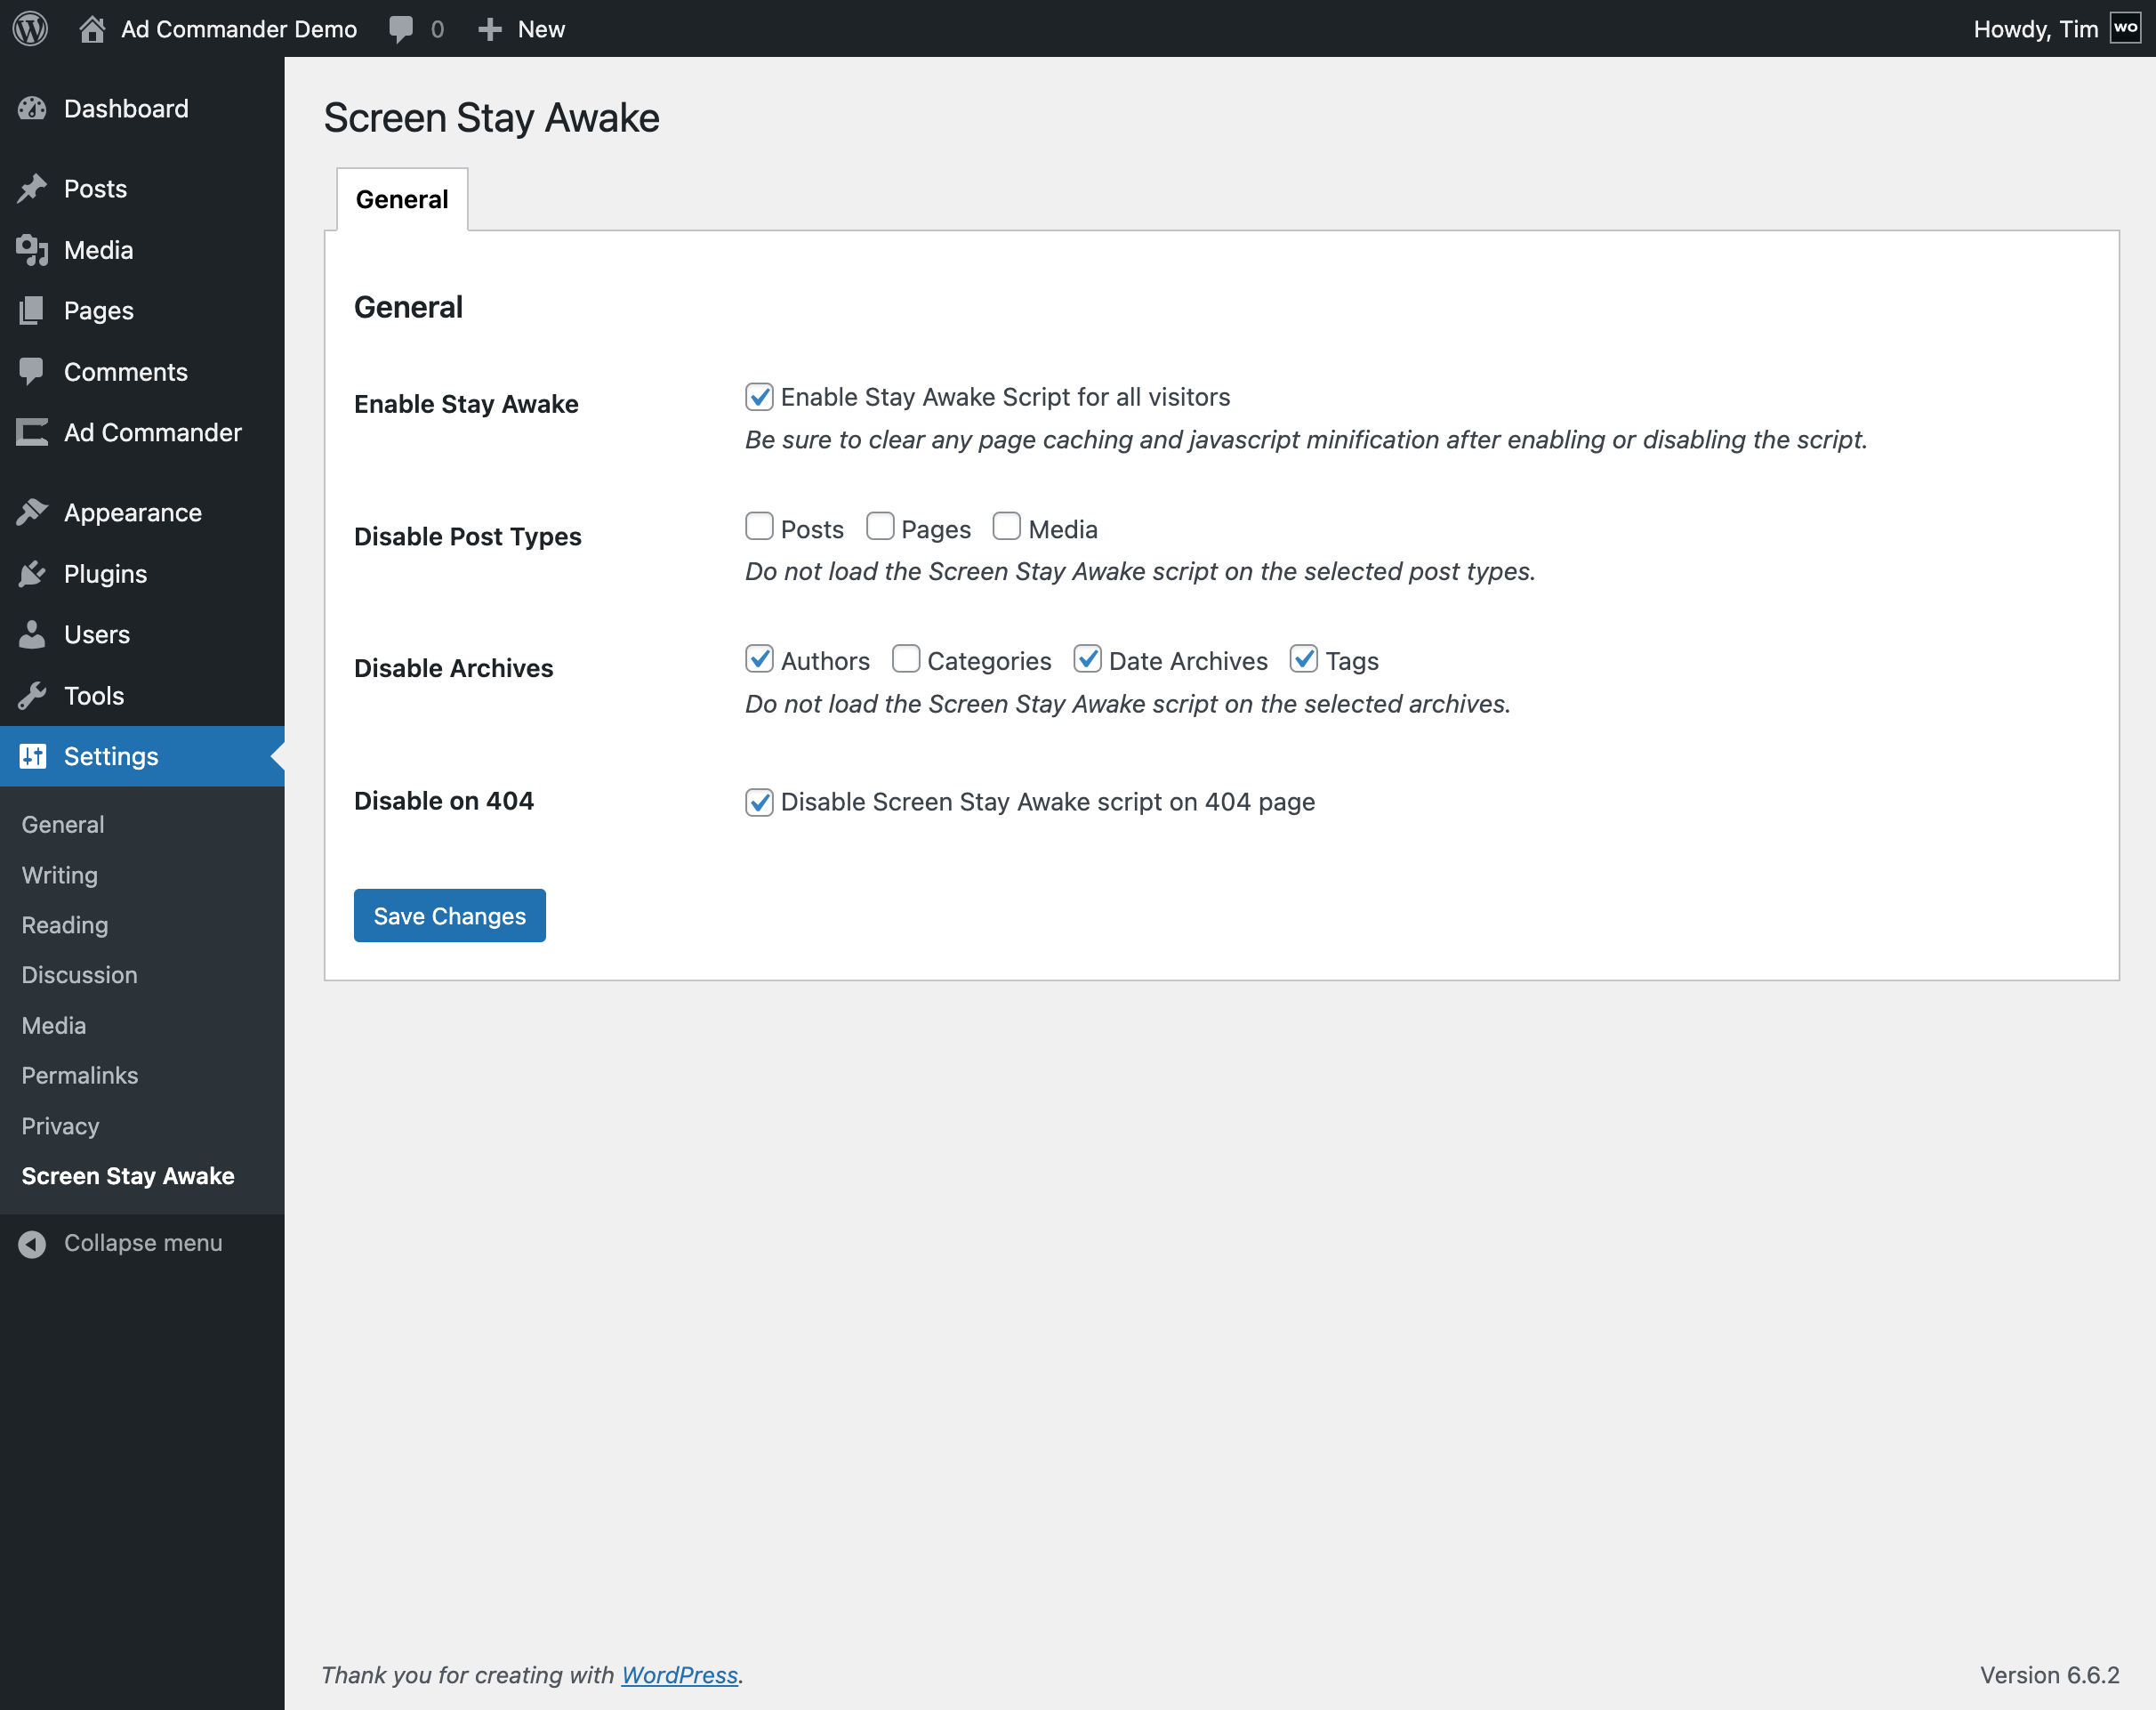 Ad Commander Demo 0 New Howdy, Tim WO
Dashboard
Posts
Media
Pages
Comments
Ad Commander
Appearance
Plugins
Users
Tools
Settings
General
Writing
Reading
Discussion
Media
Permalinks
Privacy
Screen Stay Awake
Collapse menu
Screen Stay Awake
General
General
Enable Stay Awake Enable Stay Awake Script for all visitors
Be sure to clear any page caching and javascript minification after enabling or disabling the script.
Disable Post Types Posts Pages Media
Do not load the Screen Stay Awake script on the selected post types.
Disable Archives Authors Categories Date Archives Tags
Do not load the Screen Stay Awake script on the selected archives.
Disable on 404 Disable Screen Stay Awake script on 404 page
Save Changes
Thank you for creating with WordPress. Version 6.6.2